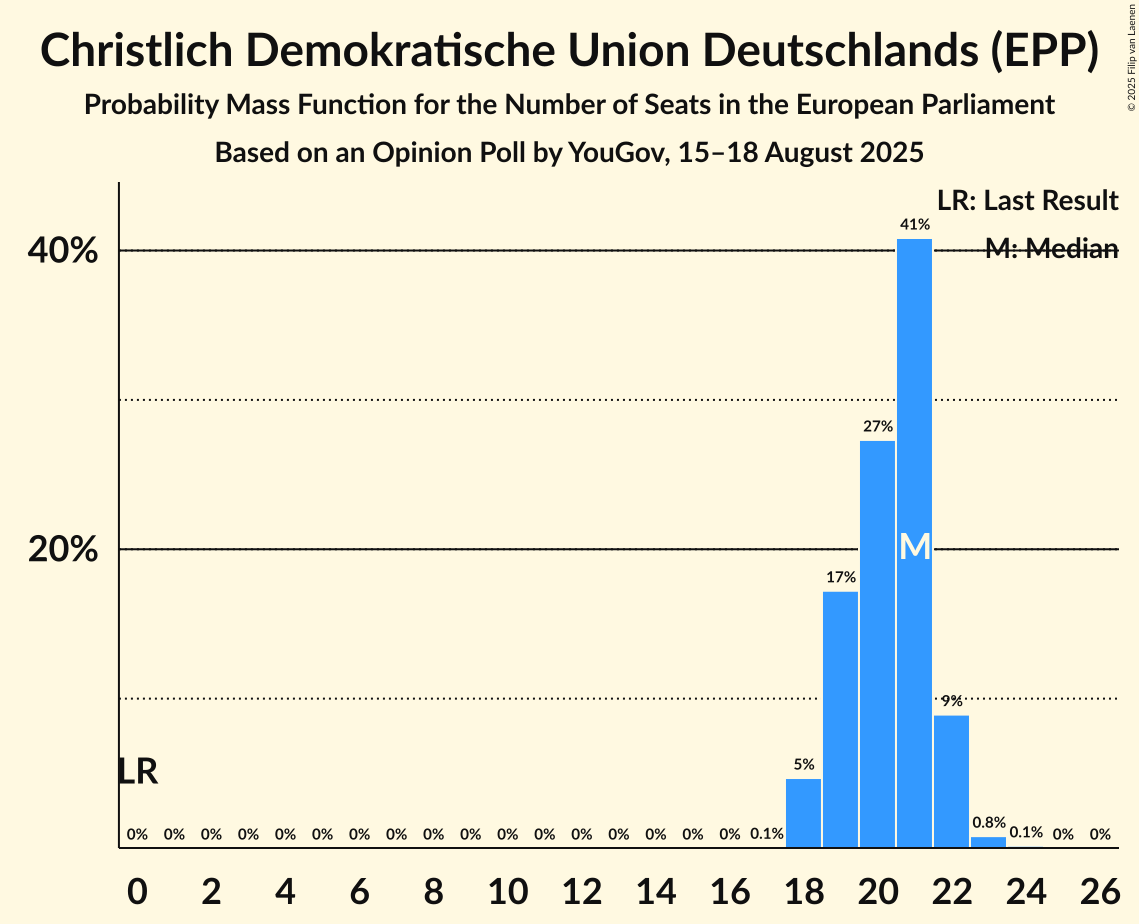 Christlich Demokratische Union Deutschlands (EPP)
Probability Mass Function for the Number of Seats in the European Parliament
Based on an Opinion Poll by YouGov, 15–18 August 2025
© 2025 Filip van Laenen
LR: Last Result
M: Median
41%
40%
27%
20%
M
17%
9%
5%
LR
0% 0% 0% 0% 0% 0% 0% 0% 0% 0% 0% 0% 0% 0% 0% 0% 0% 0.1% 0.8% 0.1% 0% 0%
0 2 4 6 8 10 12 14 16 18 20 22 24 26